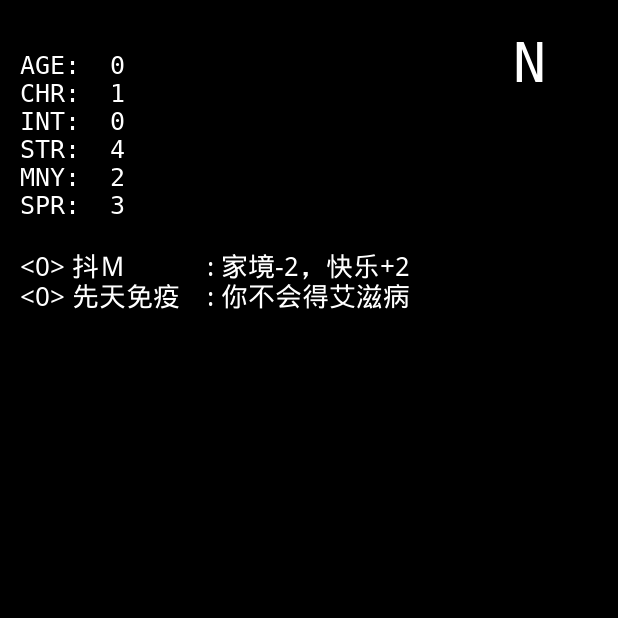 N
AGE: 0
CHR: 1
INT: 0
STR: 4
MNY: 2
SPR: 3
<0> 抖M : 家境-2，快乐+2
<0> 先天免疫 : 你不会得艾滋病